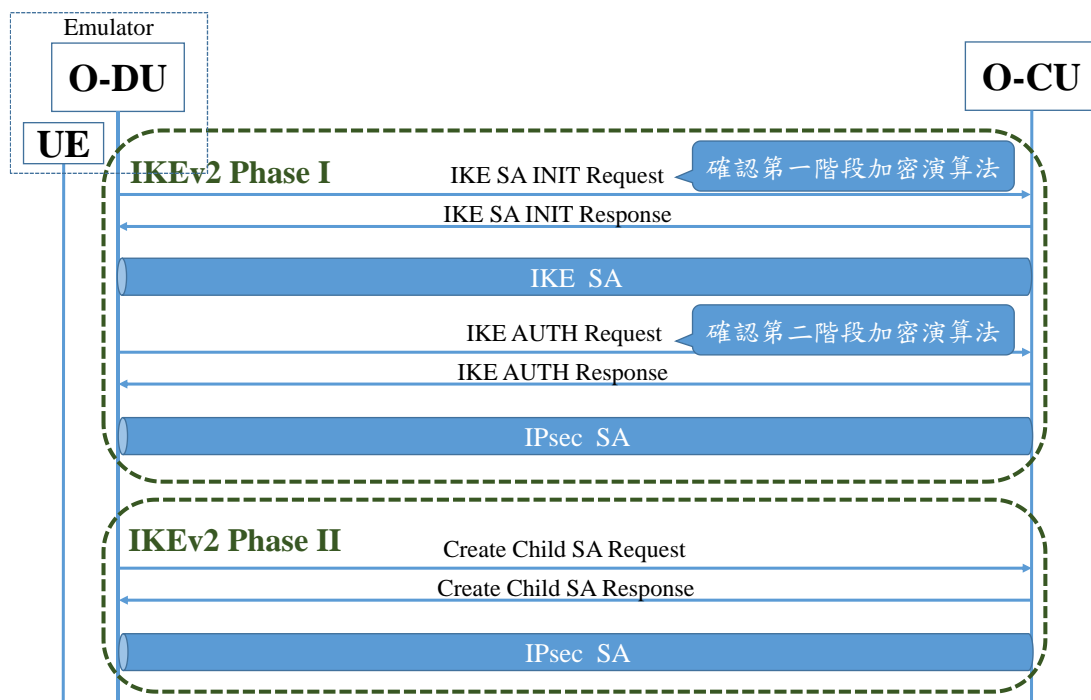 Emulator
O-DU
O-CU
UE
IKEv2 Phase I
IKE SA INIT Request
確認第一階段加密演算法
IKE SA INIT Response
IKE SA
IKE AUTH Request
確認第二階段加密演算法
IKE AUTH Response
IPsec SA
IKEv2 Phase II
Create Child SA Request
Create Child SA Response
IPsec SA